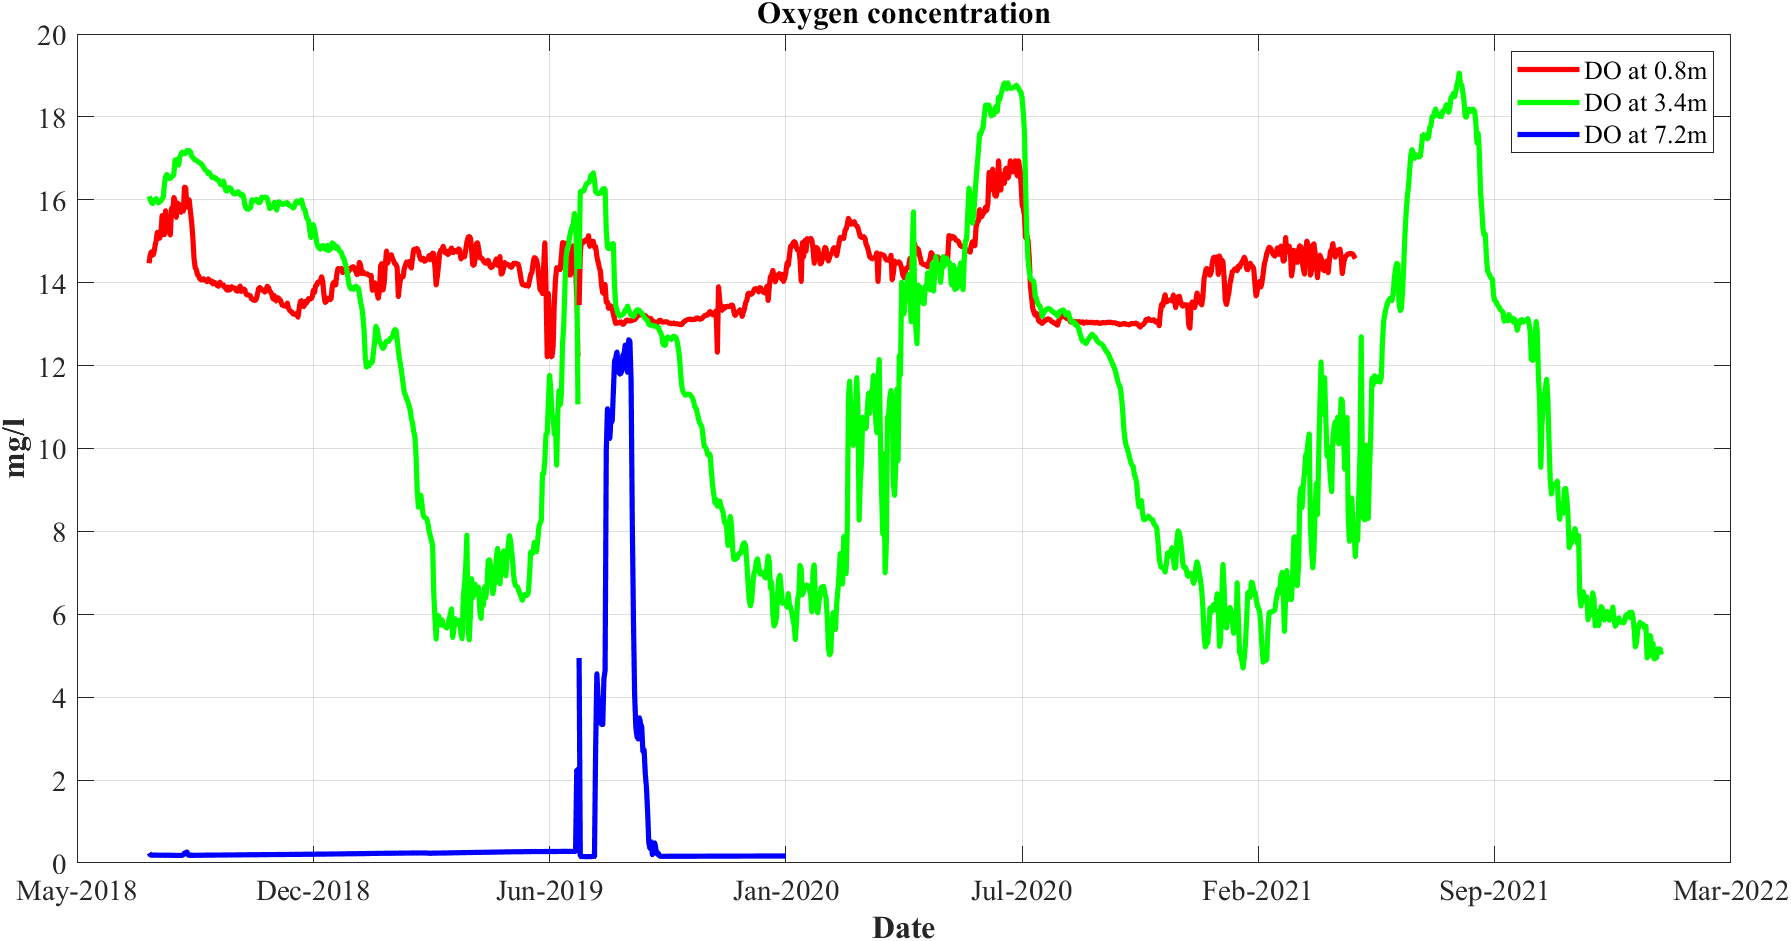 Oxygen concentration
20
18
16
14
12
10
8
6
4
2
0
mg/l
DO at 0.8m
DO at 3.4m
DO at 7.2m
May-2018 Dec-2018 Jun-2019 Jan-2020 Jul-2020 Feb-2021 Sep-2021 Mar-2022
Date